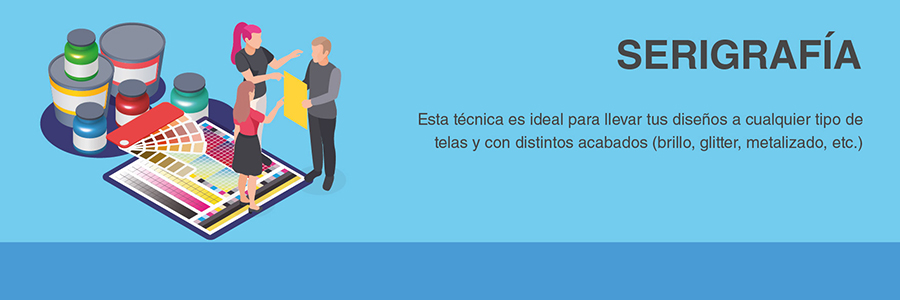 SERIGRAFÍA
Esta técnica es ideal para llevar tus diseños a cualquier tipo de
telas y con distintos acabados (brillo, glitter, metalizado, etc.)